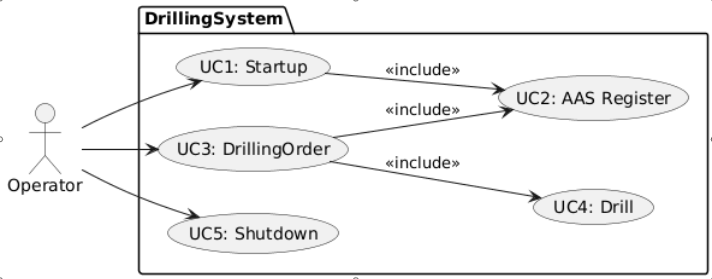 DrillingSystem
UC1: Startup
«include»
UC2: AAS Register
«include»
UC3: DrillingOrder
«include»
Operator
UC4: Drill
UC5: Shutdown